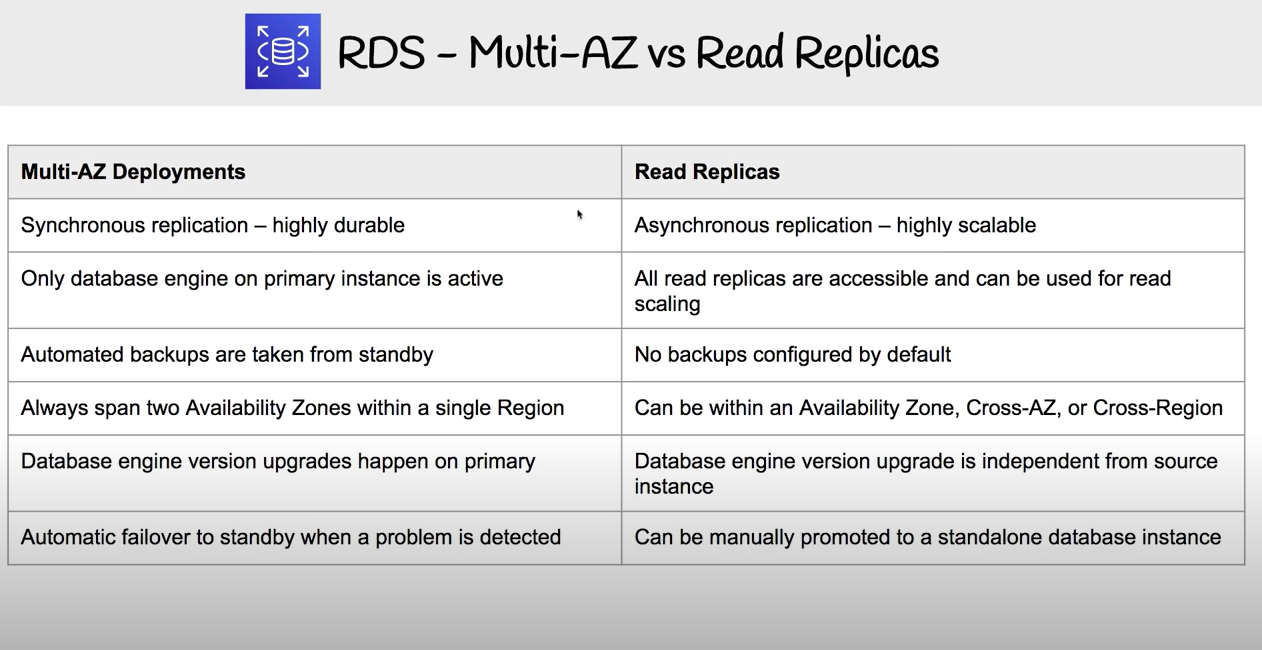 RDS – Multi-AZ vs Read Replicas
Multi-AZ Deployments
Read Replicas
Synchronous replication – highly durable
Asynchronous replication – highly scalable
Only database engine on primary instance is active
All read replicas are accessible and can be used for read
scaling
Automated backups are taken from standby
No backups configured by default
Always span two Availability Zones within a single Region
Can be within an Availability Zone, Cross-AZ, or Cross-Region
Database engine version upgrades happen on primary
Database engine version upgrade is independent from source
instance
Automatic failover to standby when a problem is detected
Can be manually promoted to a standalone database instance